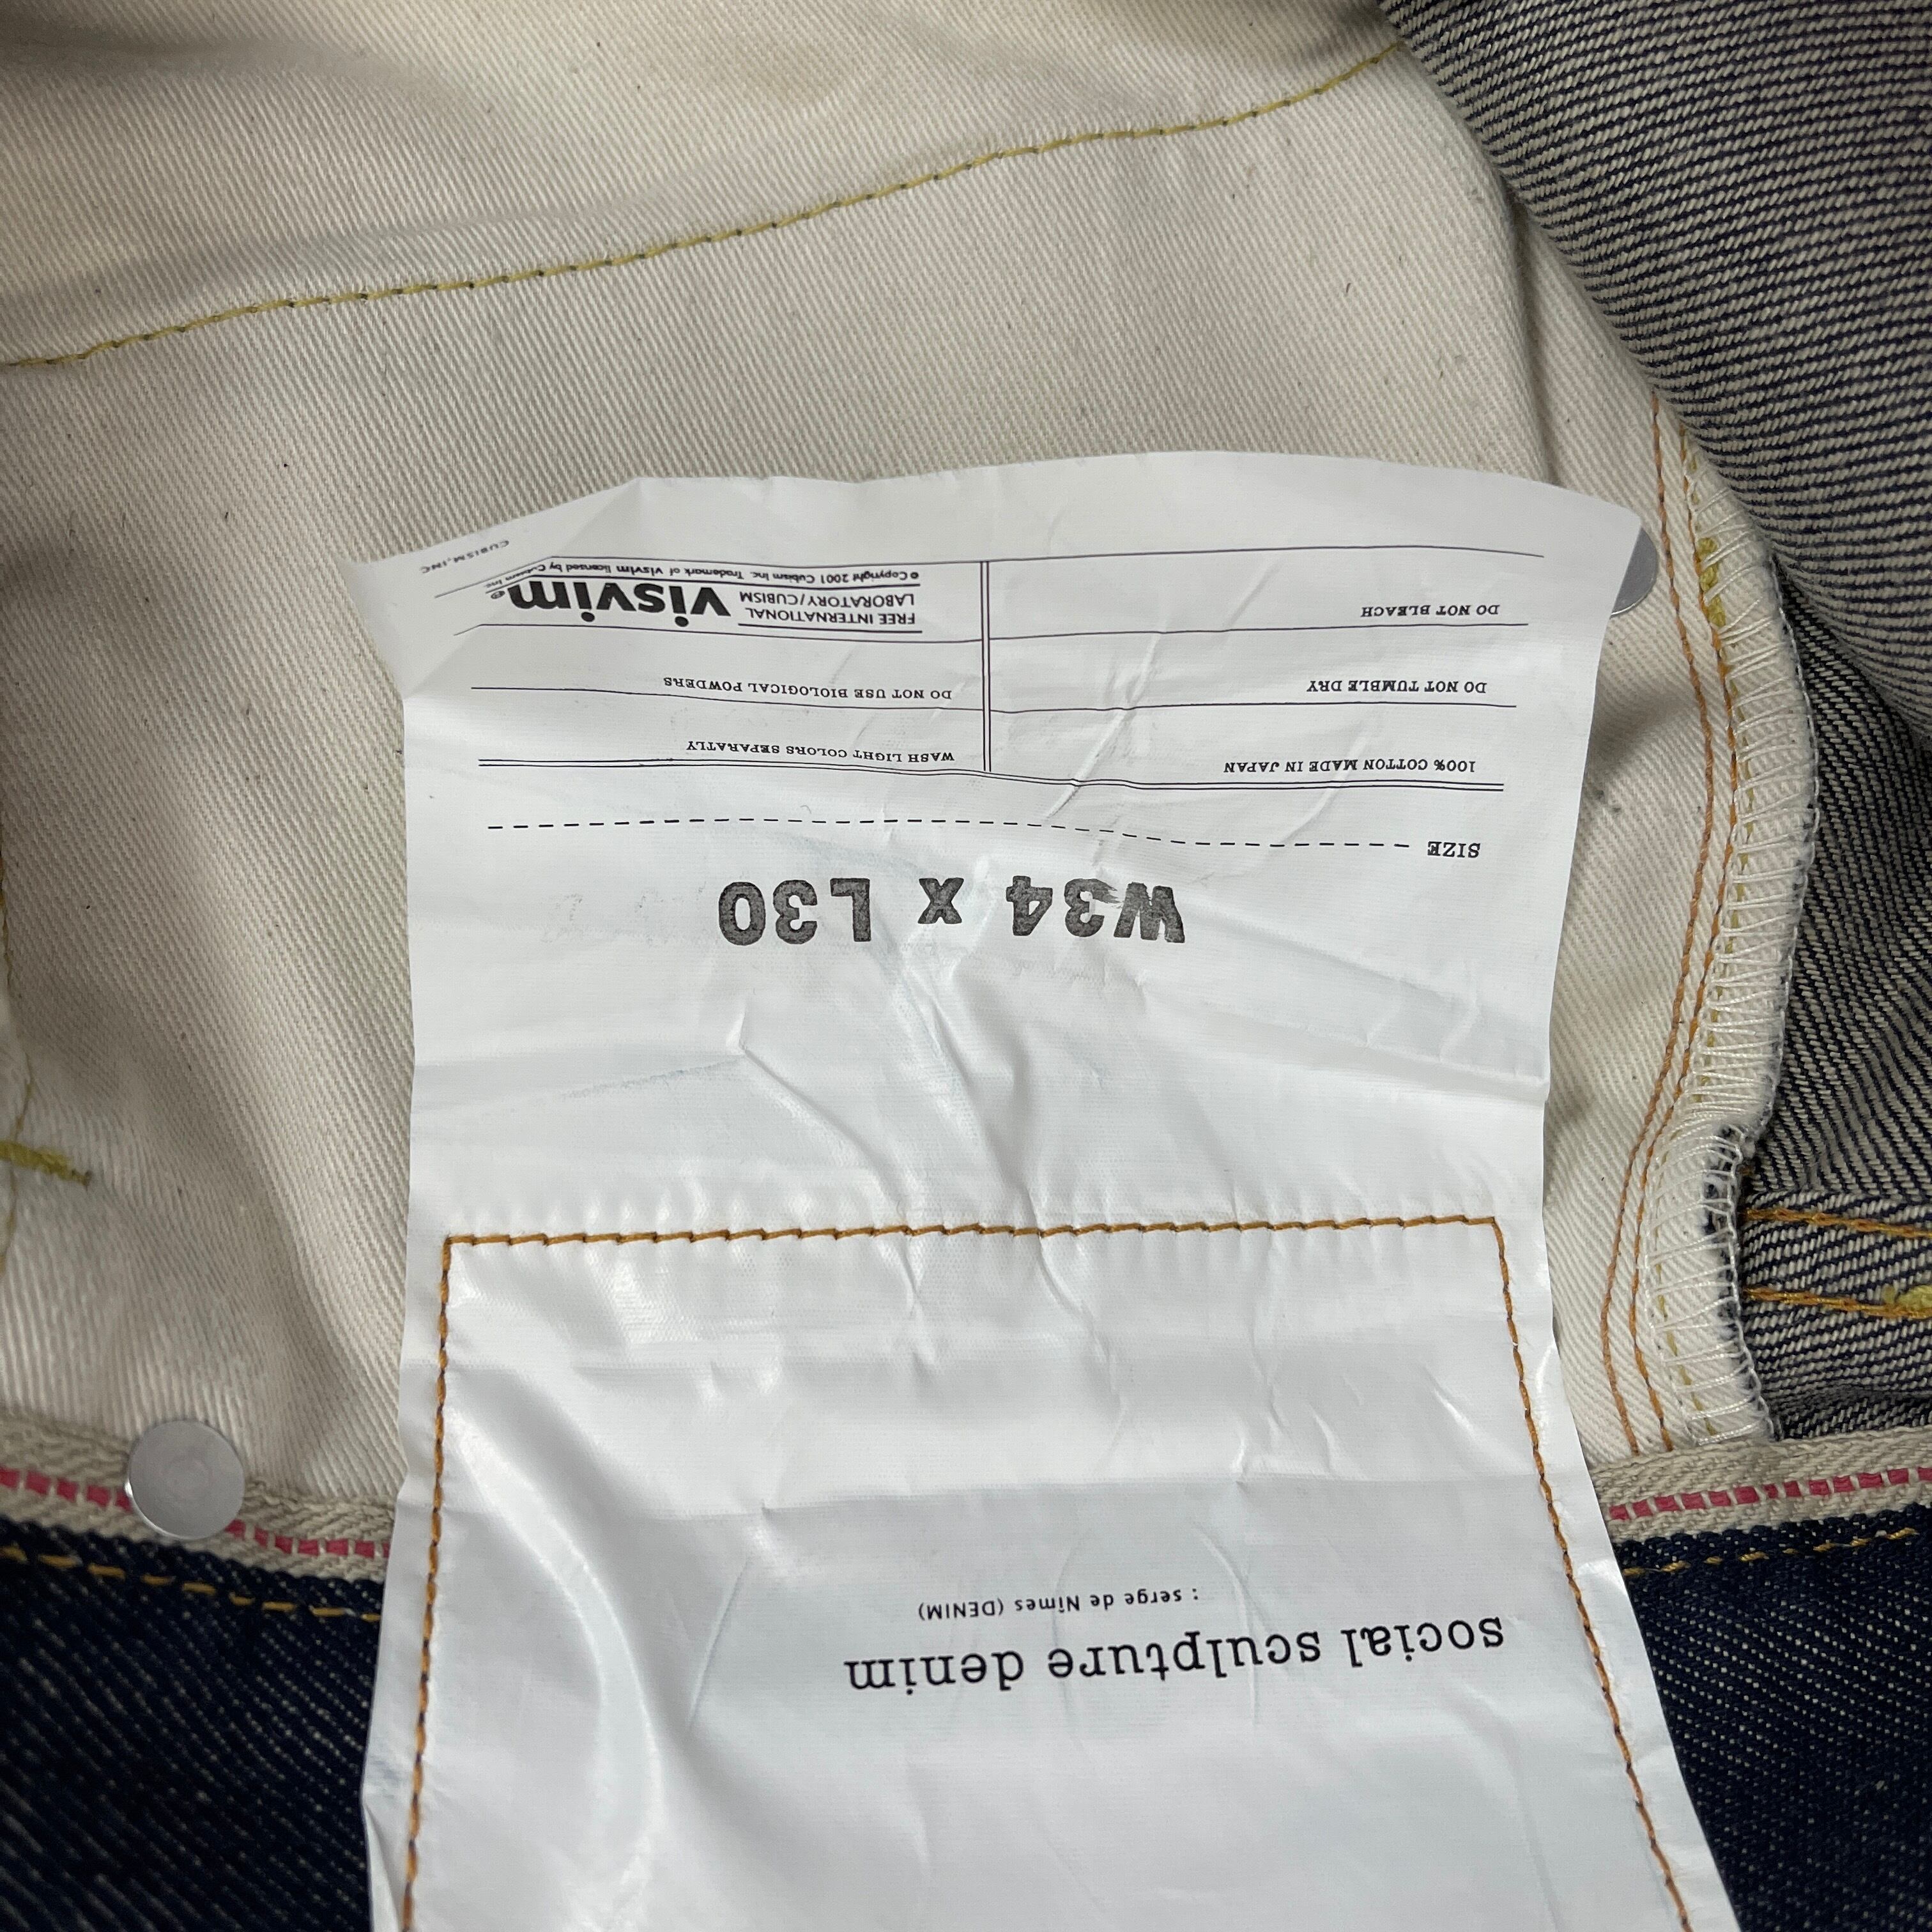 social sculpture denim
: serge de Nîmes (DENIM)
W34 x L30
SIZE
100% COTTON MADE IN JAPAN
WASH LIGHT COLORS SEPARATLY
DO NOT TUMBLE DRY
DO NOT USE BIOLOGICAL POWDERS
DO NOT BLEACH
FREE INTERNATIONAL
LABORATORY/CUBISM
visvim®
© Copyright 2001 Cubism Inc. Trademark of visvim licensed by Cubism Inc.
CUBISM,INC